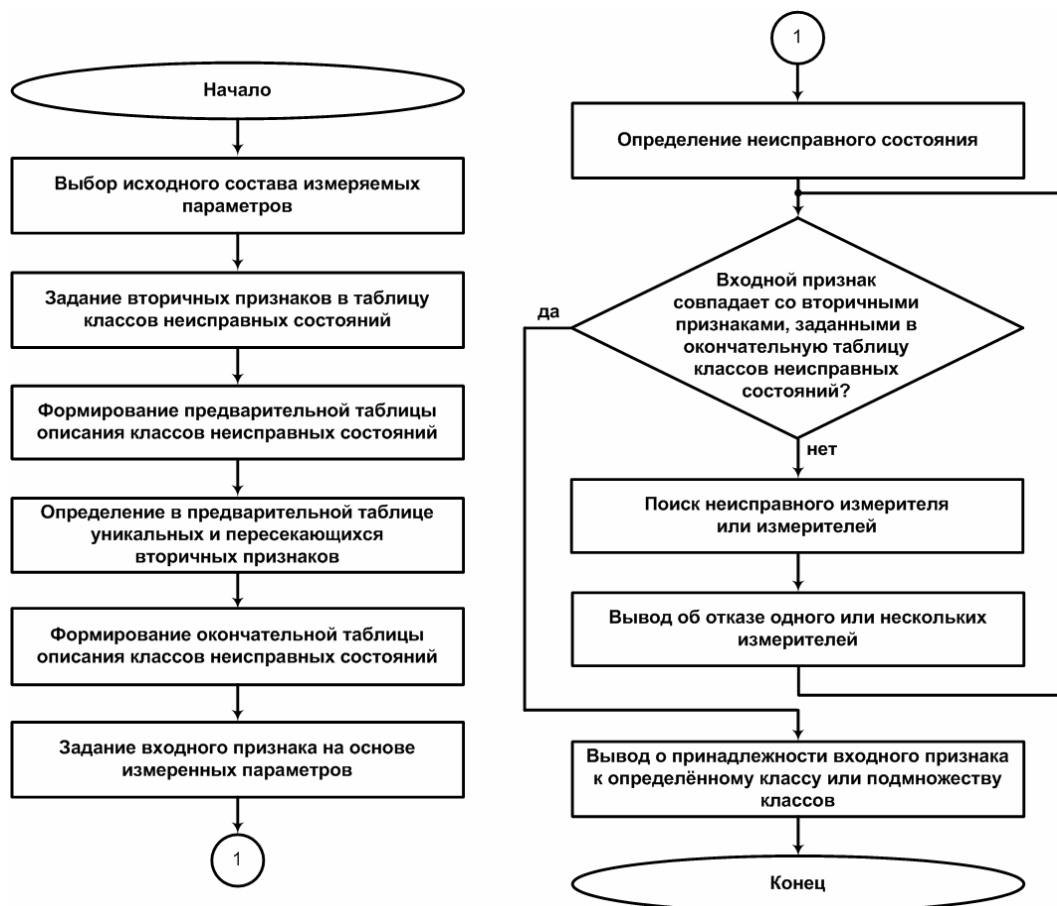 Начало
Выбор исходного состава измеряемых
параметров
Задание вторичных признаков в таблицу
классов неисправных состояний
Формирование предварительной таблицы
описания классов неисправных состояний
Определение в предварительной таблице
уникальных и пересекающихся
вторичных признаков
Формирование окончательной таблицы
описания классов неисправных состояний
Задание входного признака на основе
измеренных параметров
1
1
Определение неисправного состояния
Входной признак
совпадает со вторичными
признаками, заданными в
окончательную таблицу
классов неисправных
состояний?
да
нет
Поиск неисправного измерителя
или измерителей
Вывод об отказе одного или нескольких
измерителей
Вывод о принадлежности входного признака
к определённому классу или подмножеству
классов
Конец